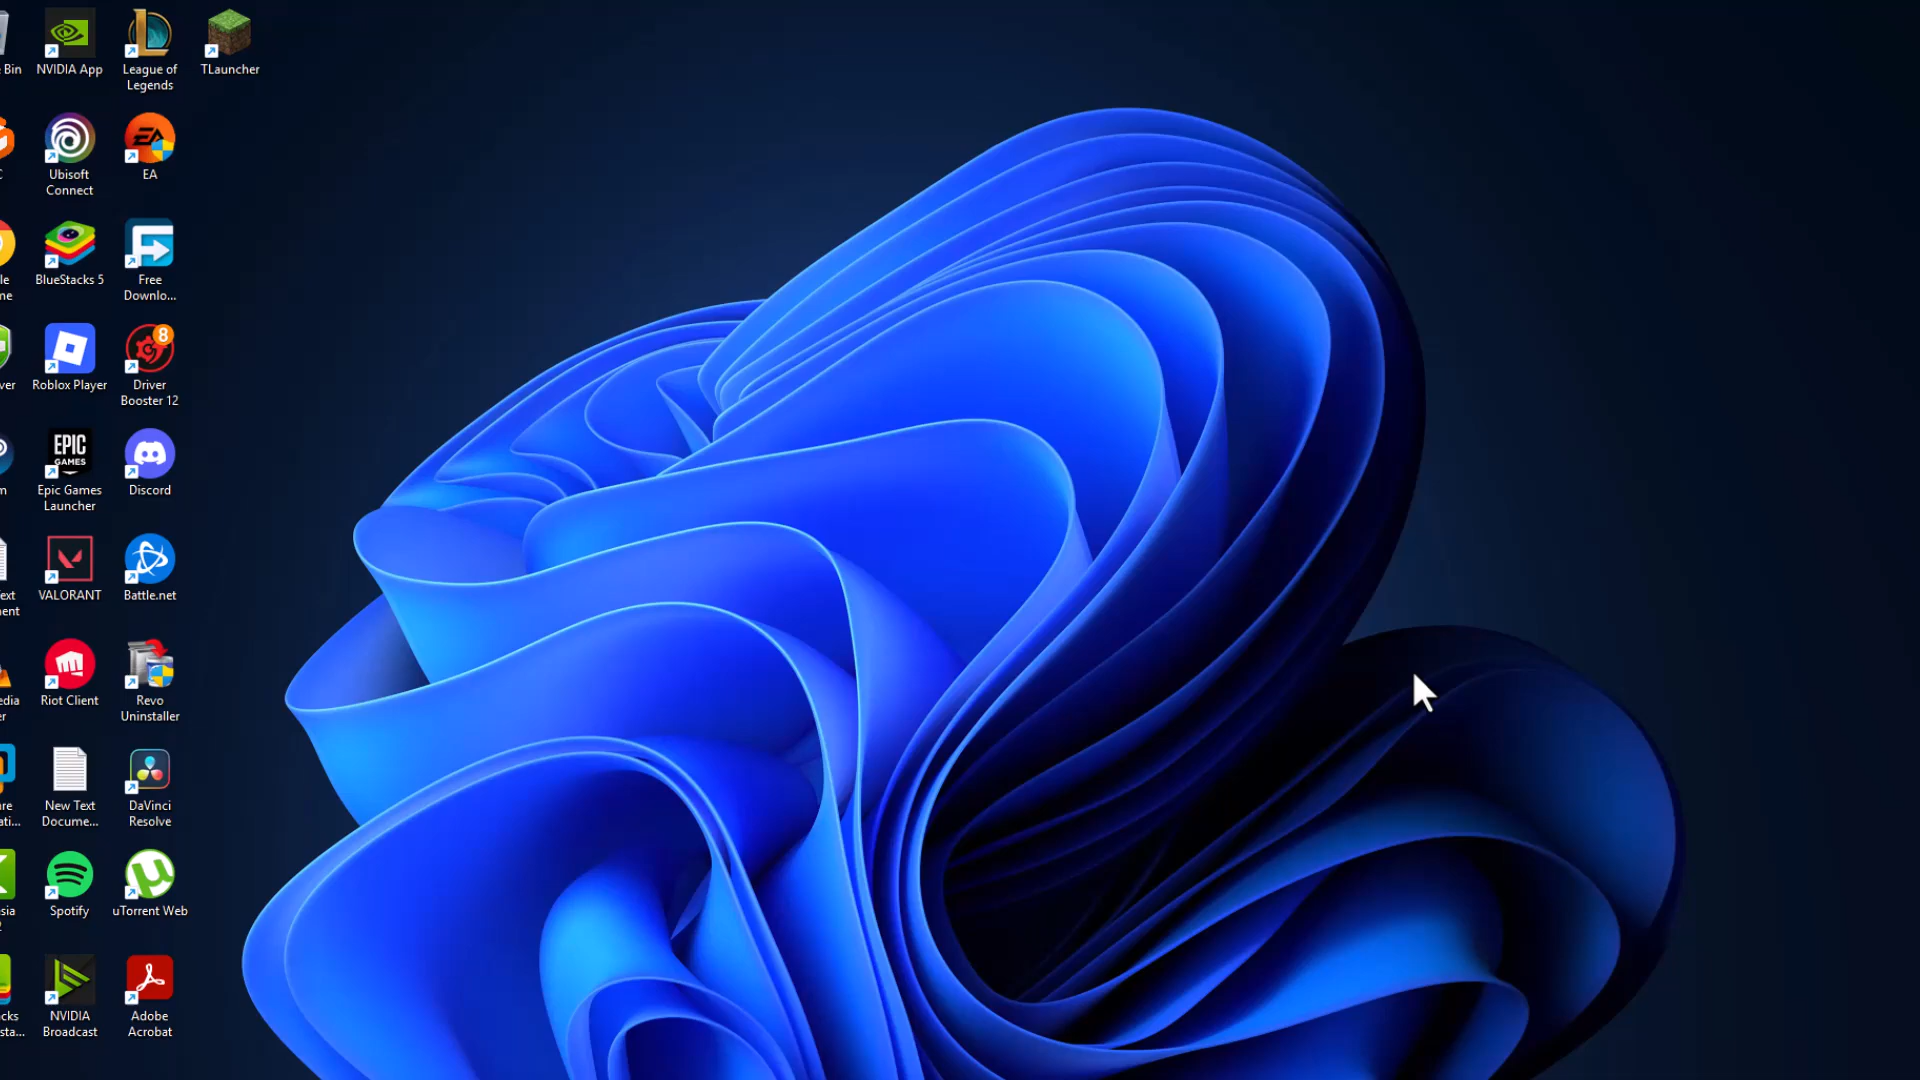 Bin
NVIDIA App
League of
Legends
TLauncher
Ubisoft
Connect
EA
BlueStacks 5
Free
Downlo...
8
Roblox Player
Driver
Booster 12
EPIC
GAMES
Epic Games
Launcher
Discord
VALORANT
Battle.net
Riot Client
Revo
Uninstaller
New Text
Docume...
DaVinci
Resolve
Spotify
uTorrent Web
NVIDIA
Broadcast
Adobe
Acrobat